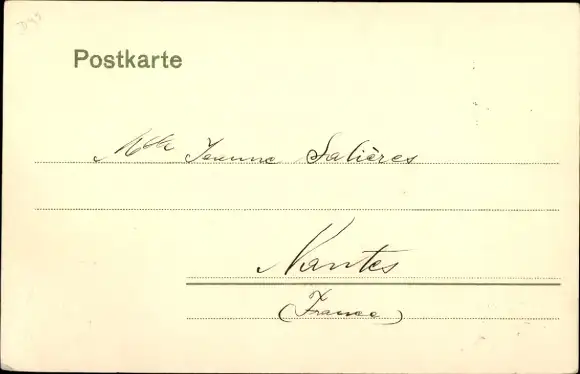 Postkarte
Mlle Jeanne Salières
Nantes
(France)